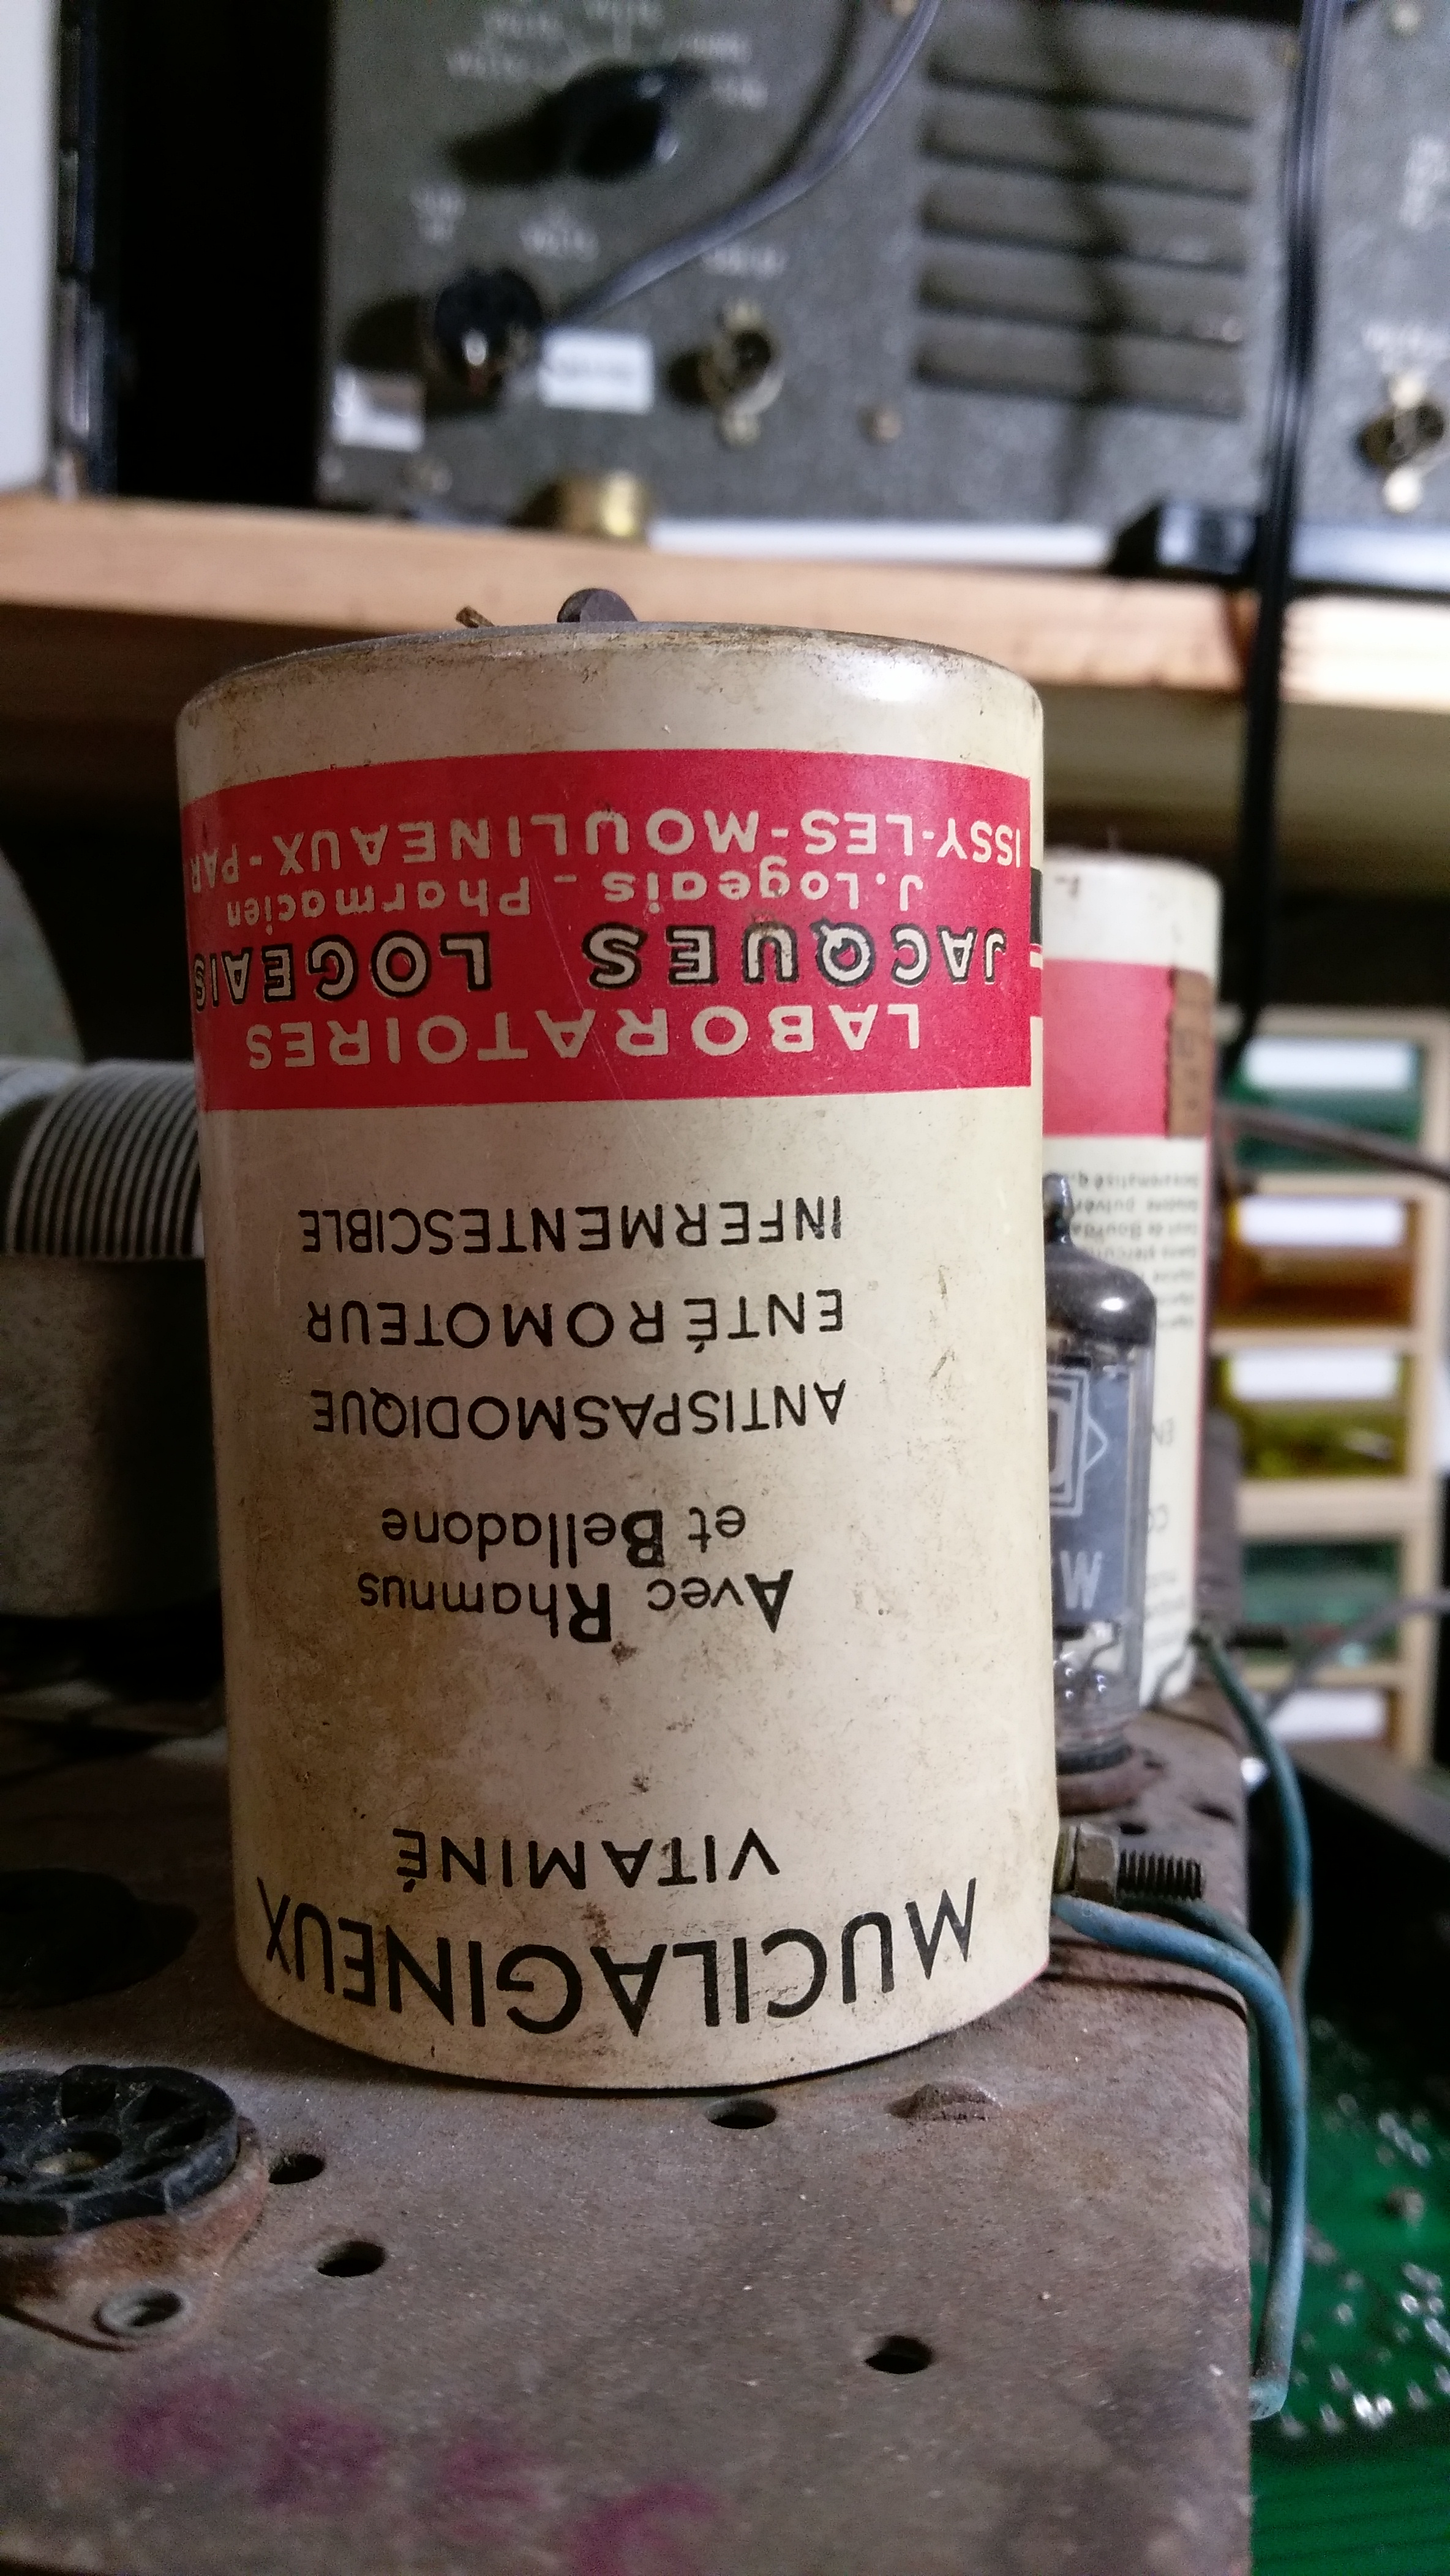 MUCILAGINEUX
VITAMINÉ
Avec Rhamnus
et Belladone
ANTISPASMODIQUE
ENTÉROMOTEUR
INFERMENTESCIBLE
LABORATOIRES
JACQUES LOGEAIS
J. Logeais - Pharmacien
ISSY-LES-MOULINEAUX - PAR
W